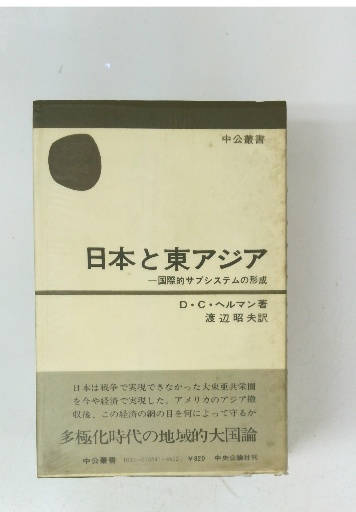 中公叢書
日本と東アジア
―国際的サブシステムの形成
D・C・ヘルマン著
渡辺昭夫訳
日本は戦争で実現できなかった大東亜共栄圏
を今や経済で実現した。アメリカのアジア撤
収後、この経済の網の目を何によって守るか
多極化時代の地域的大国論
中公叢書 ¥820 中央公論社刊